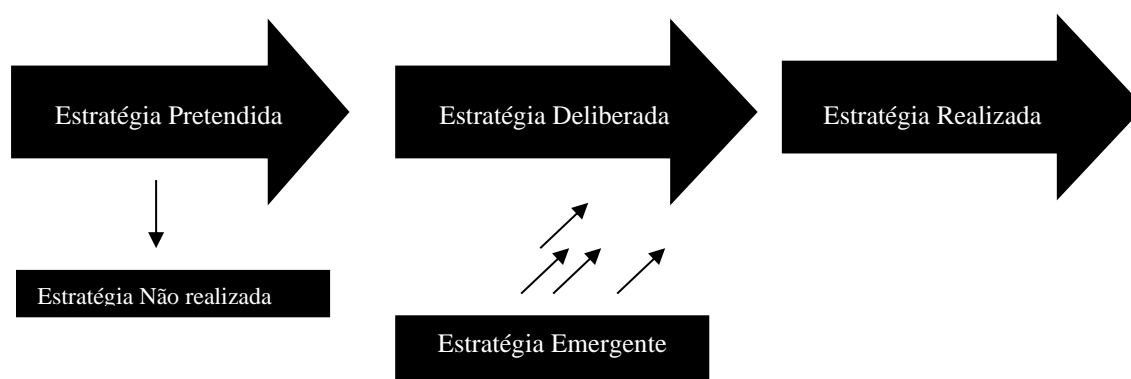 Estratégia Pretendida
Estratégia Deliberada
Estratégia Realizada
Estratégia Não realizada
Estratégia Emergente